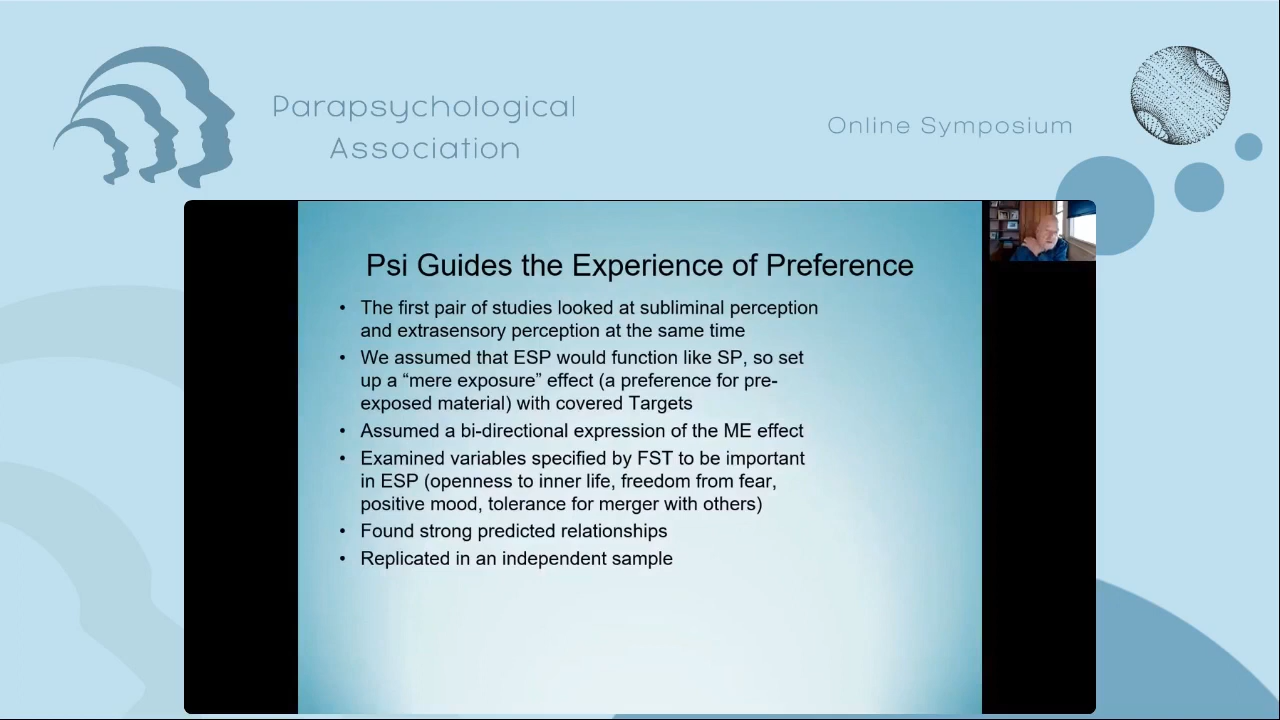 Parapsychological
Association
Online Symposium
Psi Guides the Experience of Preference
• The first pair of studies looked at subliminal perception
and extrasensory perception at the same time
• We assumed that ESP would function like SP, so set
up a “mere exposure” effect (a preference for pre-
exposed material) with covered Targets
• Assumed a bi-directional expression of the ME effect
• Examined variables specified by FST to be important
in ESP (openness to inner life, freedom from fear,
positive mood, tolerance for merger with others)
• Found strong predicted relationships
• Replicated in an independent sample